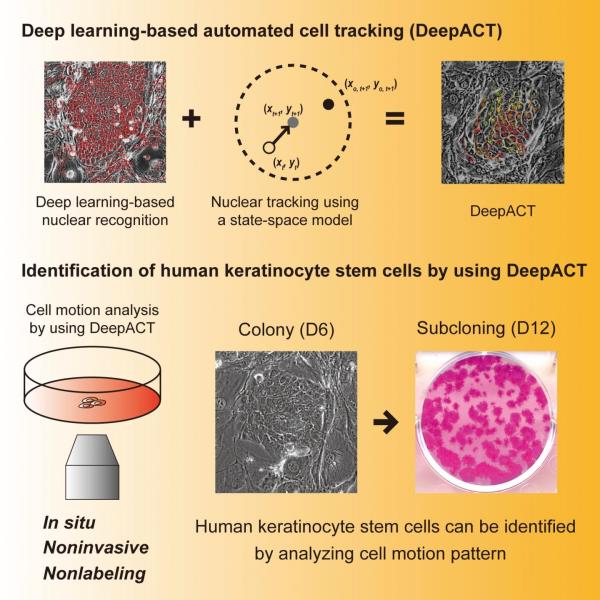 Deep learning-based automated cell tracking (DeepACT)
(x_{o, t+1}, y_{o, t+1})
(x_{t+1}, y_{t+1})
+
=
(x_t, y_t)
Deep learning-based
nuclear recognition
Nuclear tracking using
a state-space model
DeepACT
Identification of human keratinocyte stem cells by using DeepACT
Cell motion analysis
by using DeepACT
Colony (D6)
Subcloning (D12)
In situ
Noninvasive
Nonlabeling
Human keratinocyte stem cells can be identified
by analyzing cell motion pattern